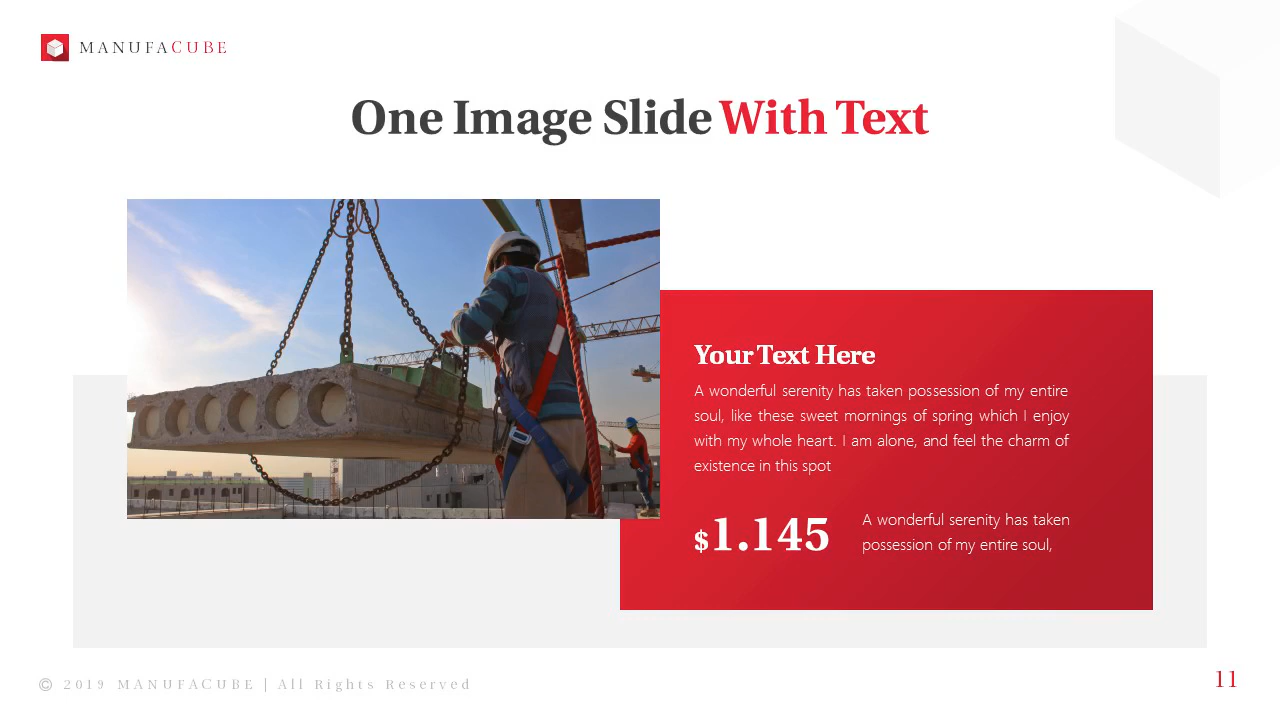 MANUFACUBE
One Image Slide With Text
Your Text Here
A wonderful serenity has taken possession of my entire
soul, like these sweet mornings of spring which I enjoy
with my whole heart. I am alone, and feel the charm of
existence in this spot
$1.145
A wonderful serenity has taken
possession of my entire soul,
© 2019 MANUFACUBE | All Rights Reserved
11